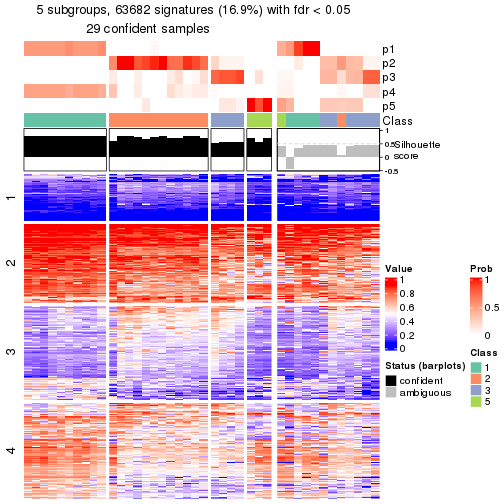 5 subgroups, 63682 signatures (16.9%) with fdr < 0.05
29 confident samples
p1
p2
p3
p4
p5
Class
1
0.5
0
-0.5
Silhouette
score
1
2
3
4
Value
1
0.8
0.6
0.4
0.2
0
Status (barplots)
confident
ambiguous
Prob
1
0.5
0
Class
1
2
3
5